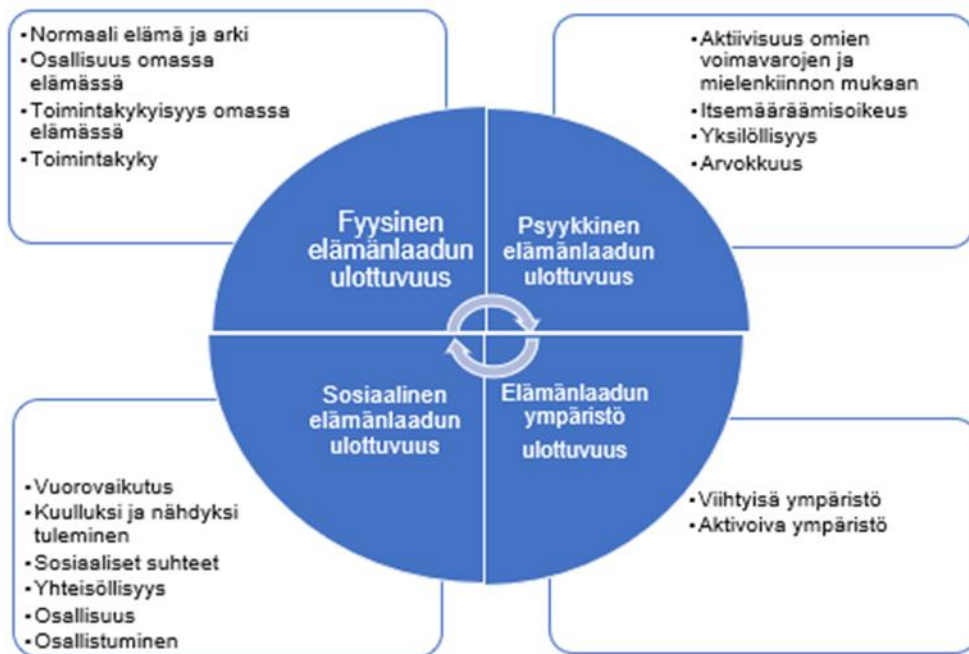 •Normaali elämä ja arki
•Osallisuus omassa
elämässä
•Toimintakykyisyys omassa
elämässä
•Toimintakyky
•Aktiivisuus omien
voimavarojen ja
mielenkiinnon mukaan
•Itsemääräämisoikeus
•Yksilöllisyys
•Arvokkuus
Fyysinen
elämänlaadun
ulottuvuus
Psyykkinen
elämänlaadun
ulottuvuus
Sosiaalinen
elämänlaadun
ulottuvuus
Elämänlaadun
ympäristö
ulottuvuus
•Vuorovaikutus
•Kuulluksi ja nähdyksi
tuleminen
•Sosiaaliset suhteet
•Yhteisöllisyys
•Osallisuus
•Osallistuminen
•Viihtyisä ympäristö
•Aktivoiva ympäristö